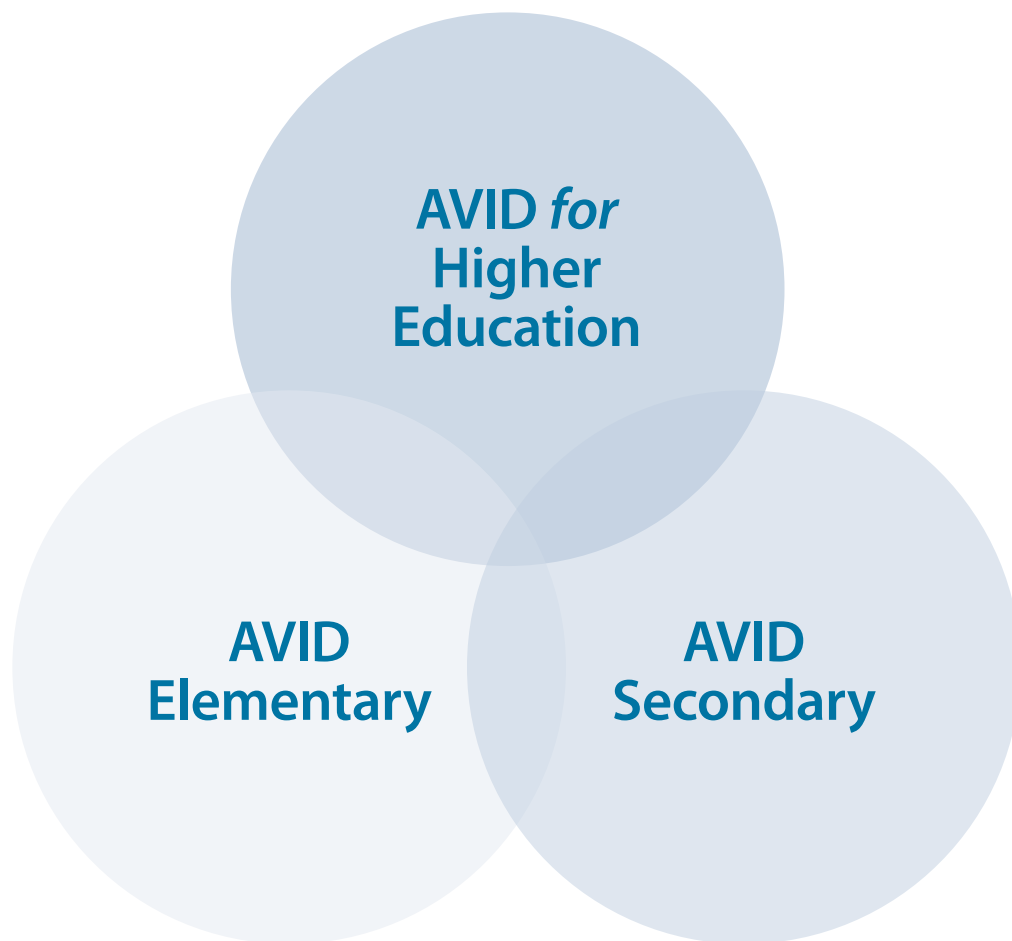 AVID for
Higher
Education
AVID
Elementary
AVID
Secondary